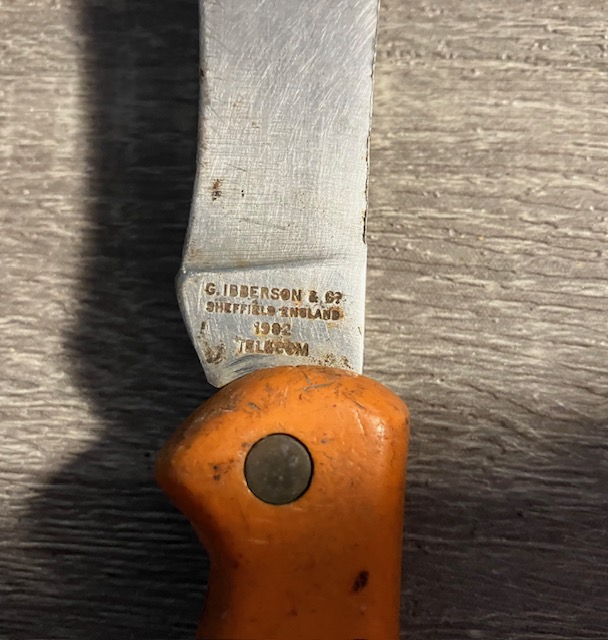 G. IBBERSON & Cº
SHEFFIELD ENGLAND
1982
TELECOM